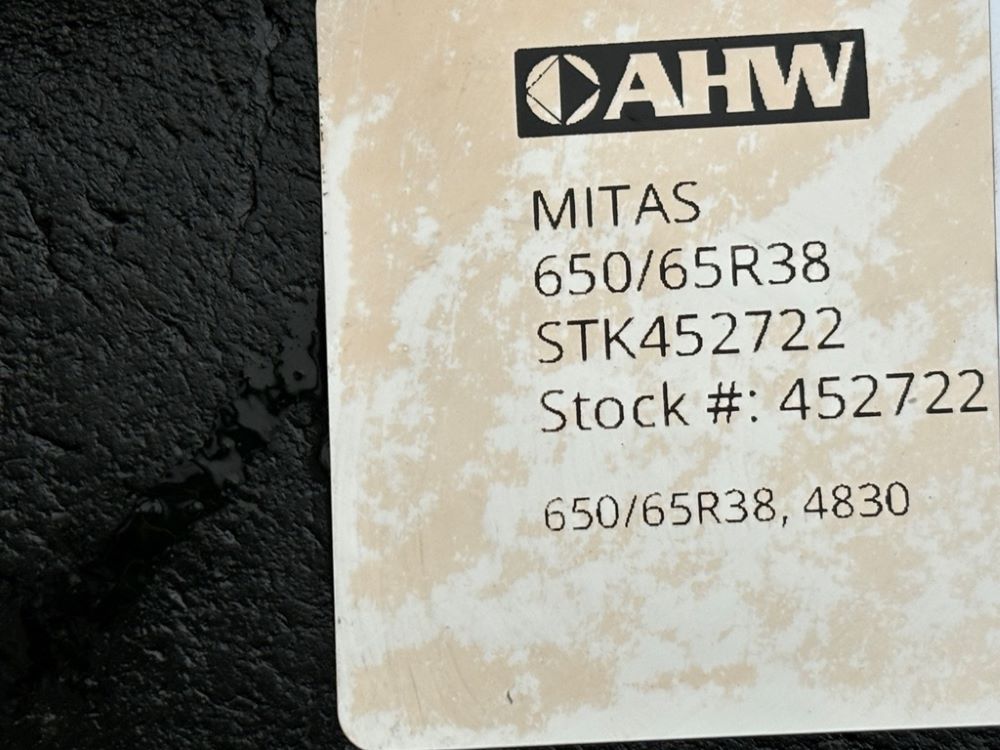 AHW
MITAS
650/65R38
STK452722
Stock #: 452722
650/65R38, 4830